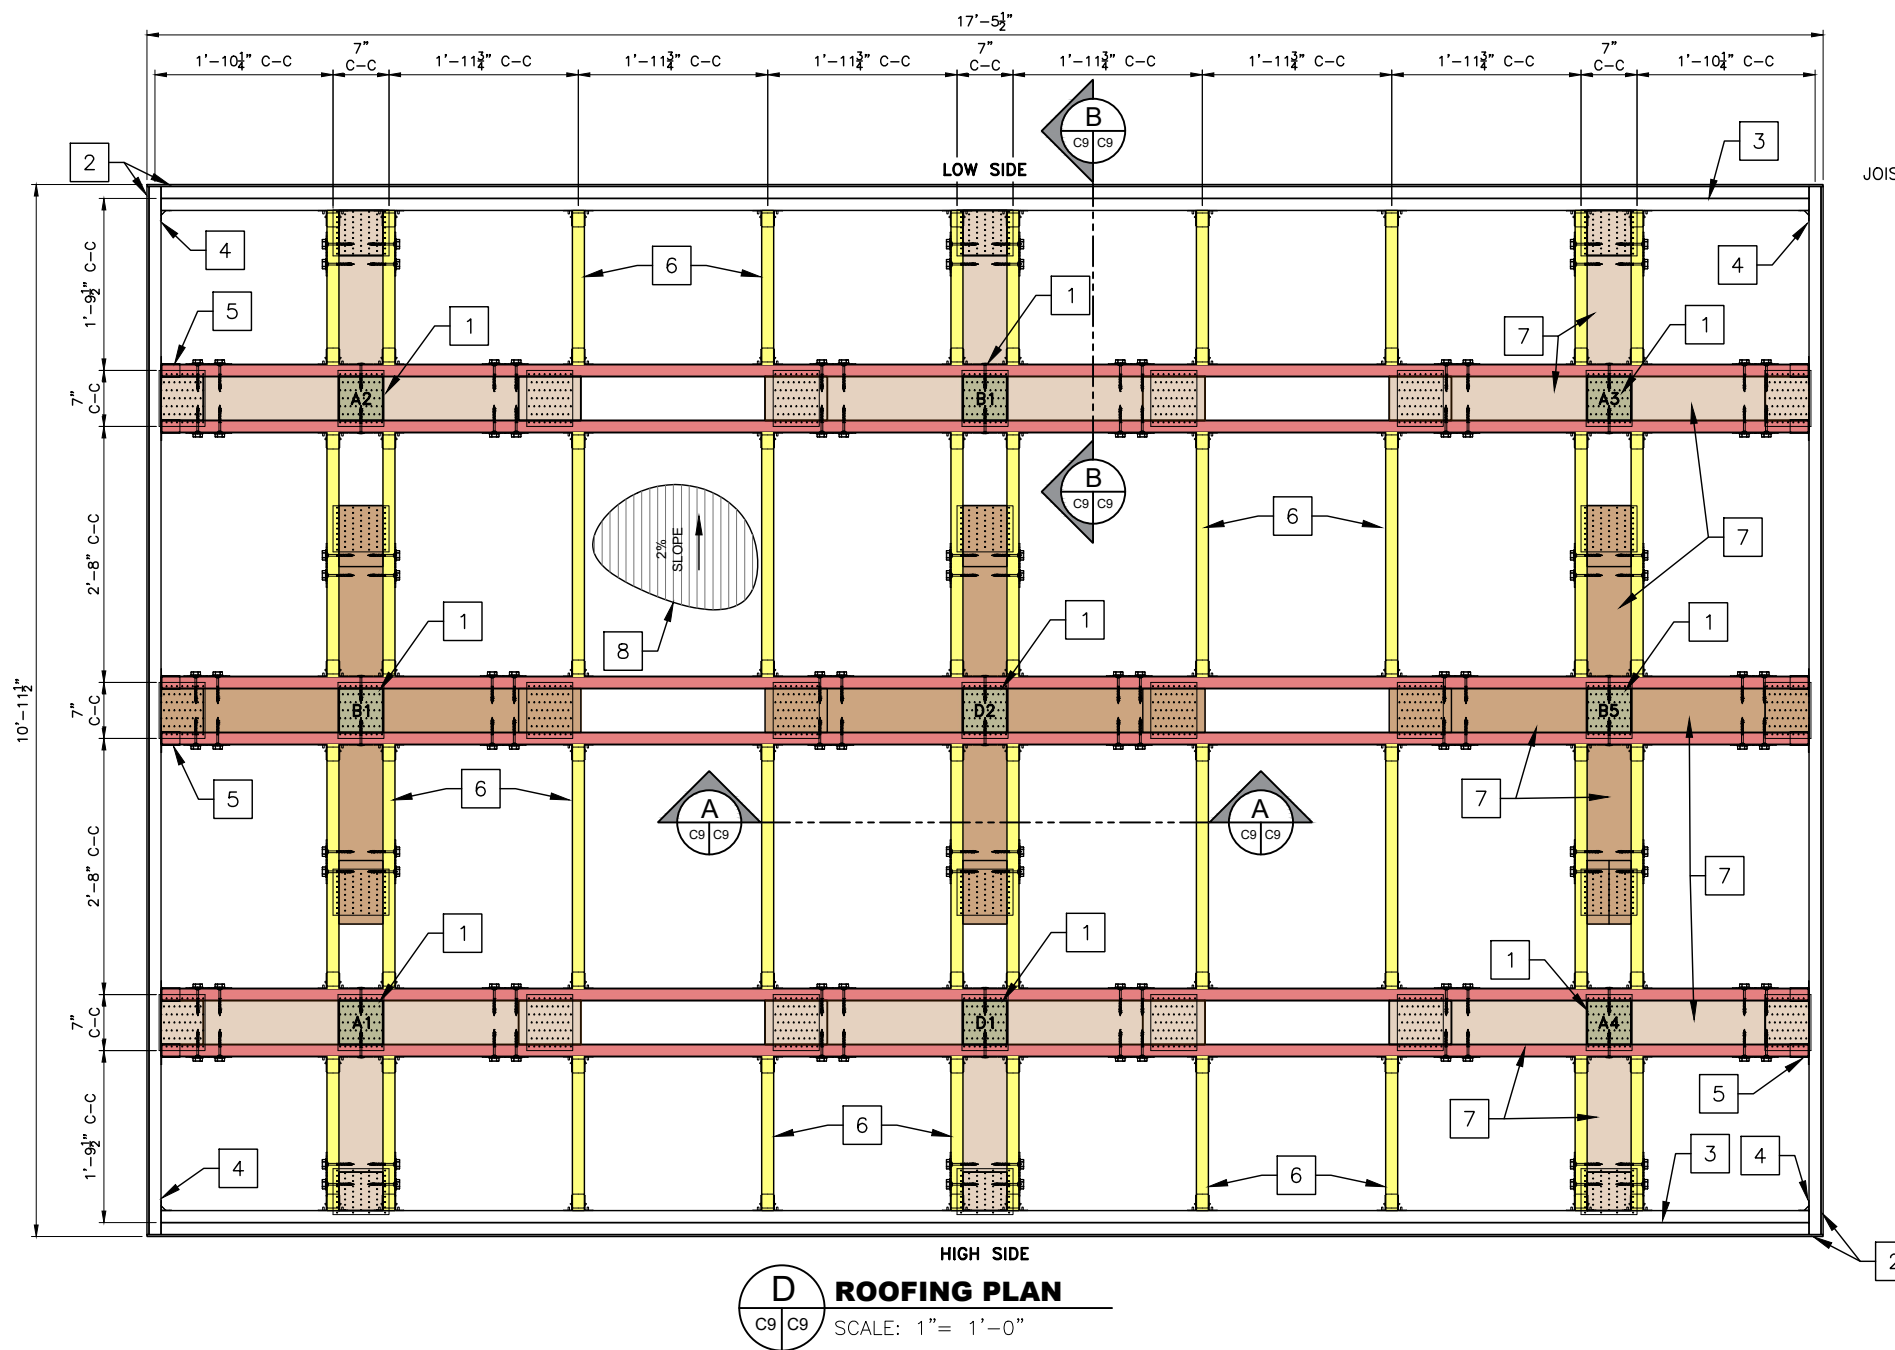 17'-5½"
7"
7"
7"
1'-10¼" C-C
C-C
1'-11¾" C-C
1'-11¾" C-C
1'-11¾" C-C
C-C
1'-11¾" C-C
1'-11¾" C-C
1'-11¾" C-C
C-C
1'-10¼" C-C
B
C9 C9
2
LOW SIDE
3
JOIS
4
6
4
1'-9½" C-C
5
1
1
7
1
7"
C-C
A2
B1
A3
B
C9 C9
6
7
2%
SLOPE
2'-8" C-C
8
1
1
1
10'-11½"
7"
C-C
B1
D2
B5
5
6
A
C9 C9
A
C9 C9
7
7
2'-8" C-C
1
1
1
7"
C-C
A1
D1
A4
5
1'-9½" C-C
4
6
6
7
3
4
HIGH SIDE
2
D
C9 C9
ROOFING PLAN
SCALE: 1"= 1'-0"